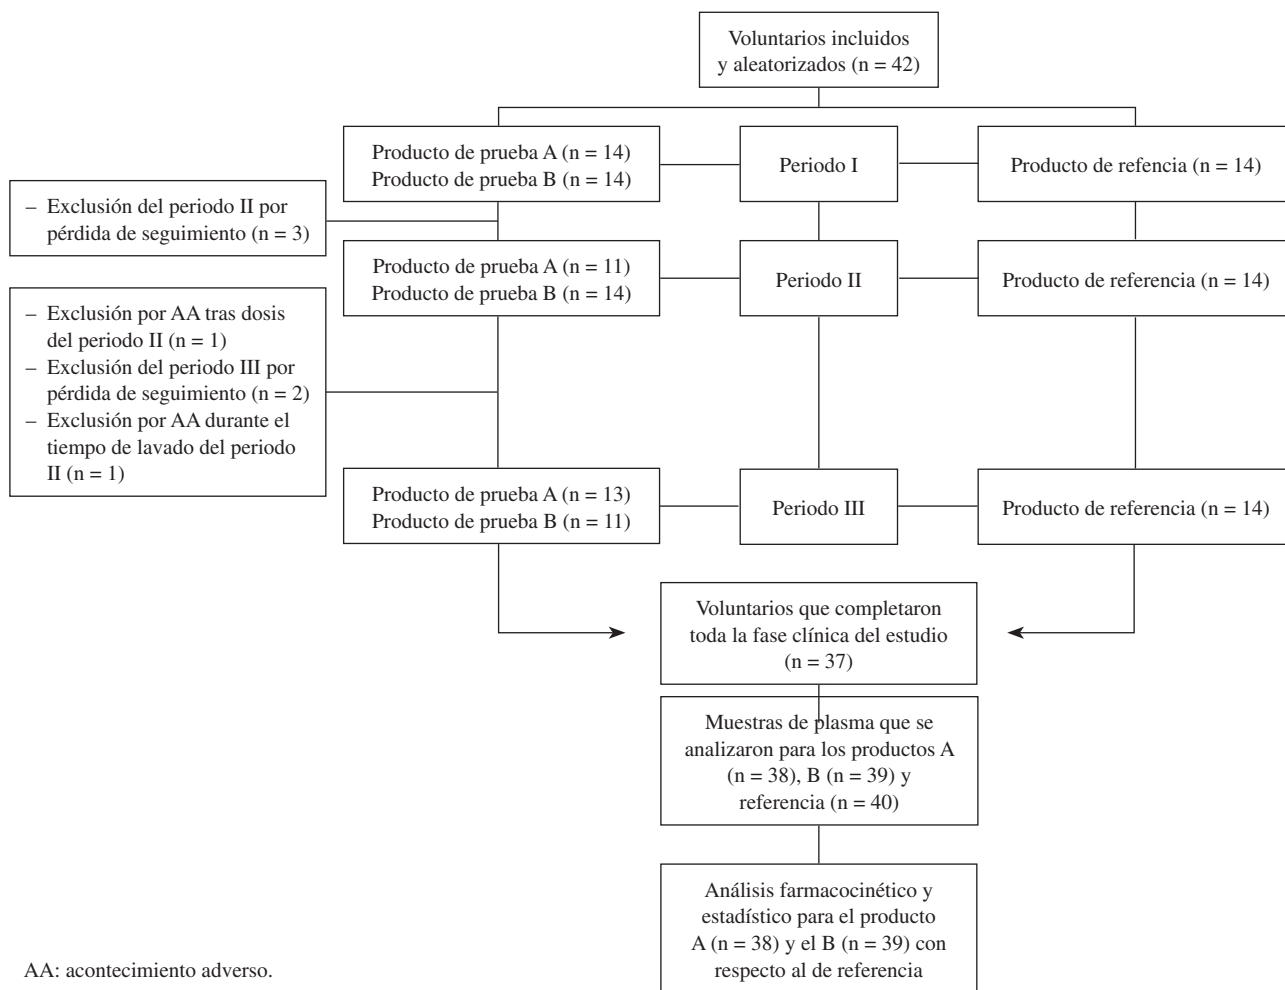 Voluntarios incluidos
y aleatorizados (n = 42)
Producto de prueba A (n = 14)
Producto de prueba B (n = 14)
Periodo I
Producto de refencia (n = 14)
– Exclusión del periodo II por
pérdida de seguimiento (n = 3)
Producto de prueba A (n = 11)
Producto de prueba B (n = 14)
Periodo II
Producto de referencia (n = 14)
– Exclusión por AA tras dosis
del periodo II (n = 1)
– Exclusión del periodo III por
pérdida de seguimiento (n = 2)
– Exclusión por AA durante el
tiempo de lavado del periodo
II (n = 1)
Producto de prueba A (n = 13)
Producto de prueba B (n = 11)
Periodo III
Producto de referencia (n = 14)
Voluntarios que completaron
toda la fase clínica del estudio
(n = 37)
Muestras de plasma que se
analizaron para los productos A
(n = 38), B (n = 39) y
referencia (n = 40)
Análisis farmacocinético y
estadístico para el producto
A (n = 38) y el B (n = 39) con
respecto al de referencia
AA: acontecimiento adverso.